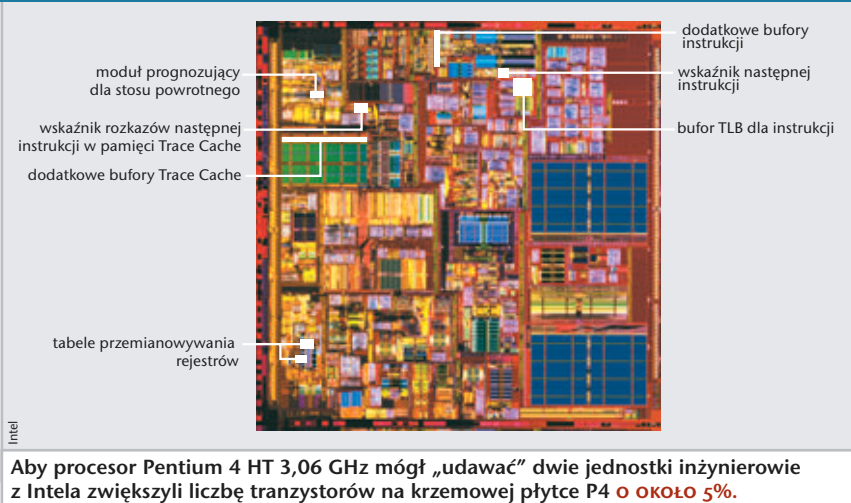 moduł prognozujący
dla stosu powrotnego
wskaźnik rozkazów następnej
instrukcji w pamięci Trace Cache
dodatkowe bufory Trace Cache
tabele przemianowywania
rejestrów
dodatkowe bufory
instrukcji
wskaźnik następnej
instrukcji
bufor TLB dla instrukcji
Intel
Aby procesor Pentium 4 HT 3,06 GHz mógł „udawać” dwie jednostki inżynierowie
z Intela zwiększyli liczbę tranzystorów na krzemowej płytce P4 O OKOŁO 5%.